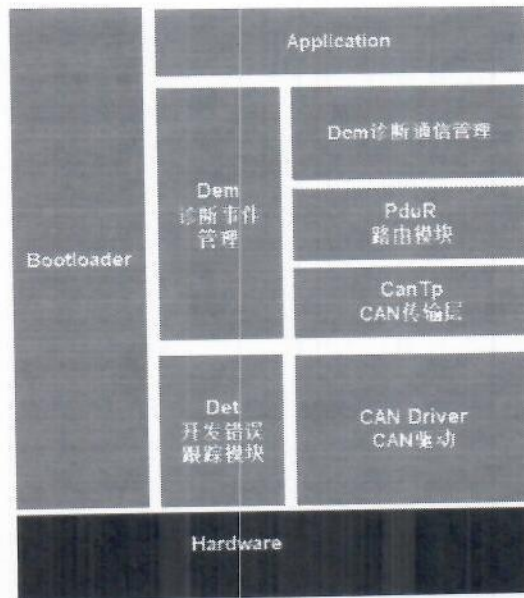 Application
Dem诊断通信管理
Dem
诊断事件
管理
PduR
路由模块
Bootloader
CanTp
CAN传输层
Det
开发错误
跟踪模块
CAN Driver
CAN驱动
Hardware